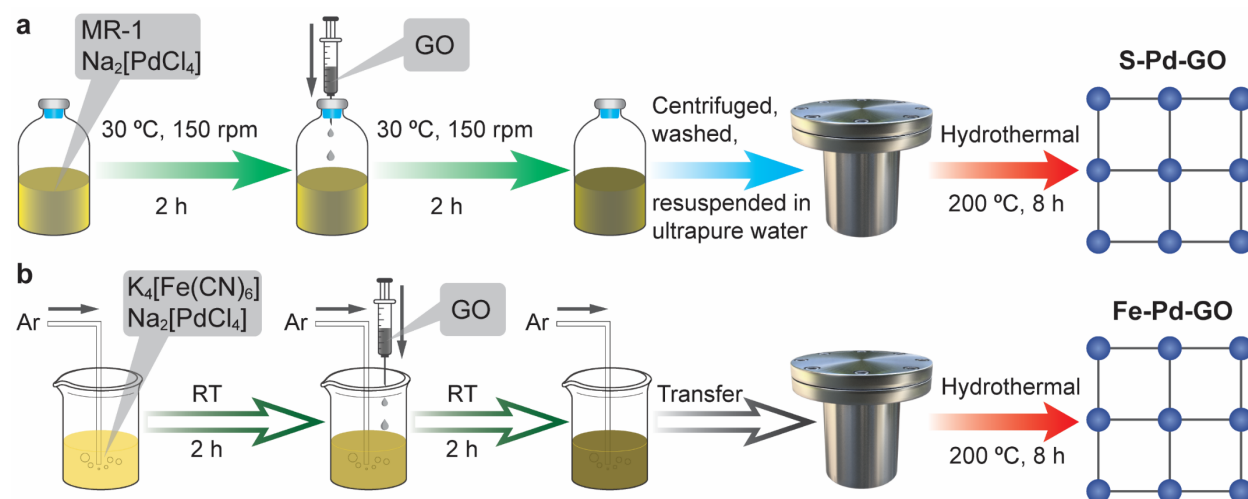 a
MR-1
Na₂[PdCl₄]
30 ºC, 150 rpm
2 h
GO
30 ºC, 150 rpm
2 h
Centrifuged,
washed,
resuspended in
ultrapure water
Hydrothermal
200 ºC, 8 h
S-Pd-GO
b
Ar
K₄[Fe(CN)₆]
Na₂[PdCl₄]
RT
2 h
Ar
GO
RT
2 h
Ar
Transfer
Hydrothermal
200 ºC, 8 h
Fe-Pd-GO